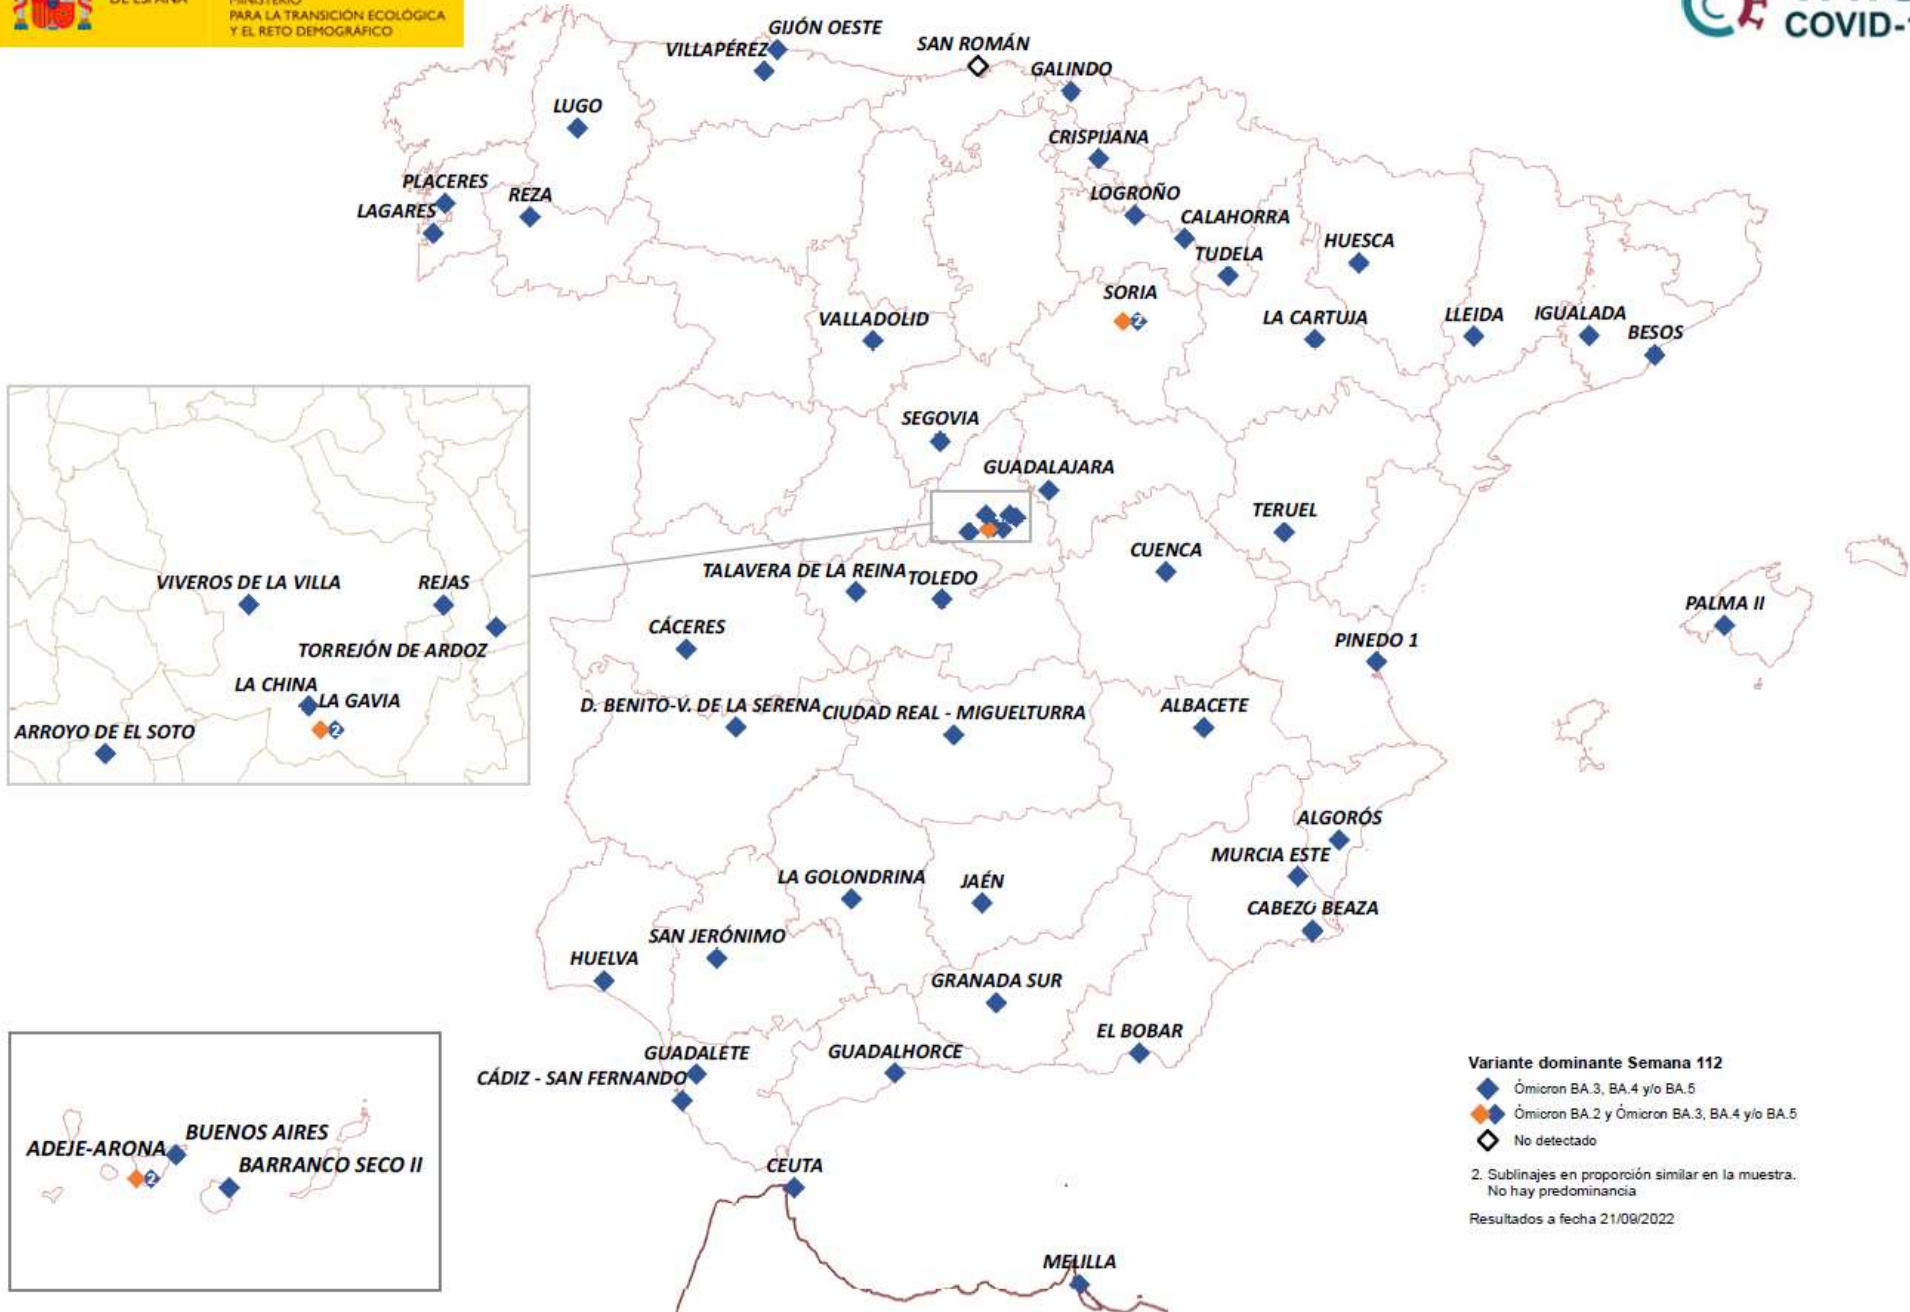 MINISTERIO
PARA LA TRANSICIÓN ECOLÓGICA
Y EL RETO DEMOGRÁFICO
GIJÓN OESTE
VILLAPÉREZ
SAN ROMÁN
GALINDO
LUGO
CRISPIJANA
PLACERES
REZA
LOGROÑO
LAGARES
CALAHORRA
HUESCA
TUDELA
SORIA
2
VALLADOLID
LA CARTUJA
LLEIDA
IGUALADA
BESOS
SEGOVIA
GUADALAJARA
TERUEL
CUENCA
TALAVERA DE LA REINA
TOLEDO
VIVEROS DE LA VILLA
REJAS
TORREJÓN DE ARDOZ
LA CHINA
LA GAVIA
2
ARROYO DE EL SOTO
PALMA II
CÁCERES
PINEDO 1
D. BENITO-V. DE LA SERENA
CIUDAD REAL - MIGUELTURRA
ALBACETE
ALGORÓS
MURCIA ESTE
LA GOLONDRINA
JAÉN
CABEZO BEAZA
SAN JERÓNIMO
HUELVA
GRANADA SUR
EL BOBAR
GUADALETE
GUADALHORCE
CÁDIZ - SAN FERNANDO
BUENOS AIRES
ADEJE-ARONA
2
BARRANCO SECO II
CEUTA
MELILLA
Variante dominante Semana 112
Ómicron BA.3, BA.4 y/o BA.5
Ómicron BA.2 y Ómicron BA.3, BA.4 y/o BA.5
No detectado
2. Sublinajes en proporción similar en la muestra.
No hay predominancia
Resultados a fecha 21/09/2022